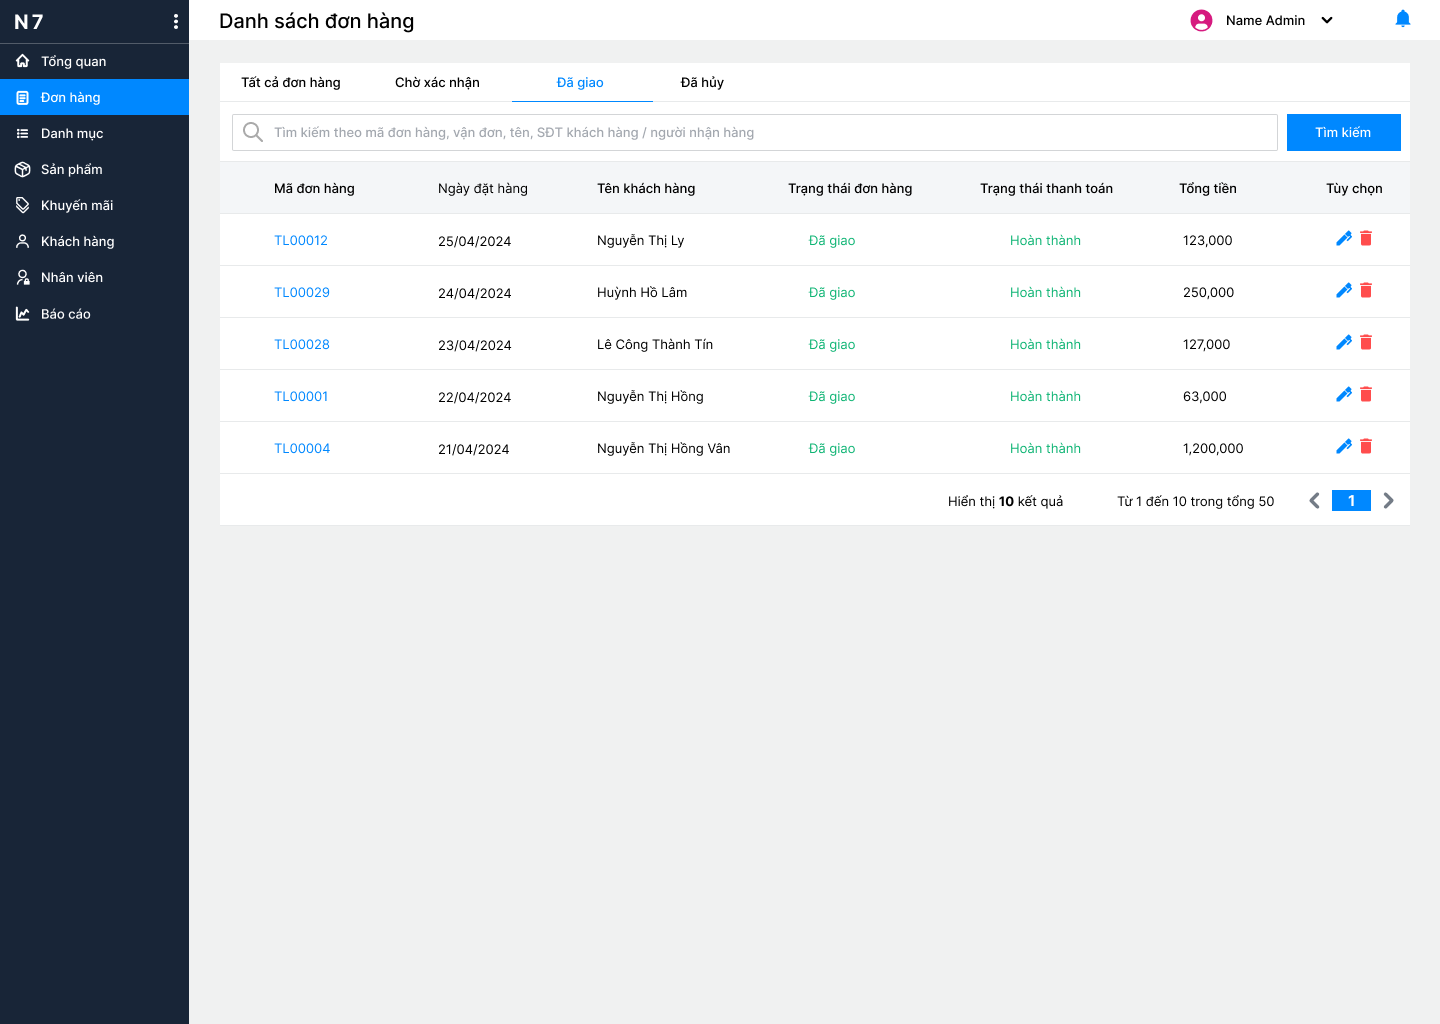 N7
Danh sách đơn hàng
Name Admin
Tổng quan
Đơn hàng
Danh mục
Sản phẩm
Khuyến mãi
Khách hàng
Nhân viên
Báo cáo
Tất cả đơn hàng Chờ xác nhận Đã giao Đã hủy
Tìm kiếm theo mã đơn hàng, vận đơn, tên, SĐT khách hàng / người nhận hàng
Tìm kiếm
Mã đơn hàng Ngày đặt hàng Tên khách hàng Trạng thái đơn hàng Trạng thái thanh toán Tổng tiền Tùy chọn
TL00012 25/04/2024 Nguyễn Thị Ly Đã giao Hoàn thành 123,000
TL00029 24/04/2024 Huỳnh Hồ Lâm Đã giao Hoàn thành 250,000
TL00028 23/04/2024 Lê Công Thành Tín Đã giao Hoàn thành 127,000
TL00001 22/04/2024 Nguyễn Thị Hồng Đã giao Hoàn thành 63,000
TL00004 21/04/2024 Nguyễn Thị Hồng Vân Đã giao Hoàn thành 1,200,000
Hiển thị 10 kết quả Từ 1 đến 10 trong tổng 50 1